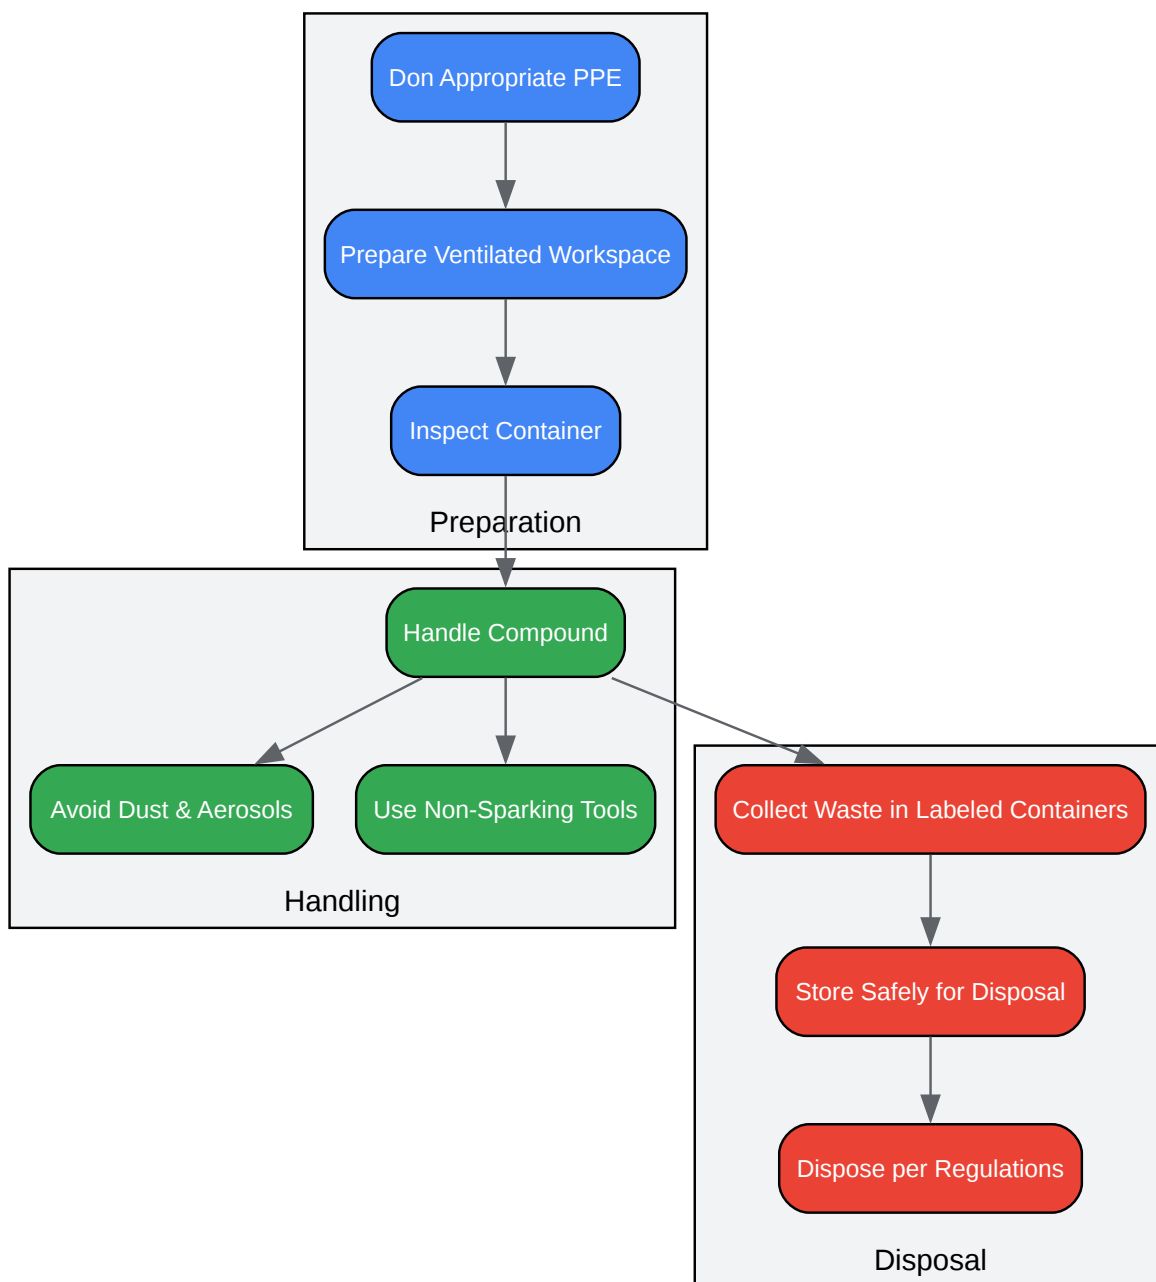 Don Appropriate PPE
Prepare Ventilated Workspace
Inspect Container
Preparation
Handle Compound
Avoid Dust & Aerosols
Use Non-Sparking Tools
Handling
Collect Waste in Labeled Containers
Store Safely for Disposal
Dispose per Regulations
Disposal